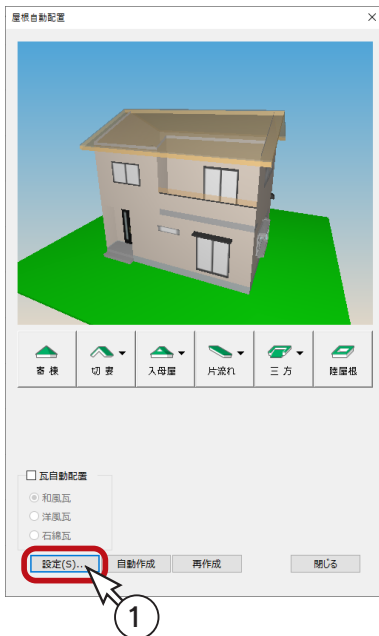 屋根自動配置
寄 棟 切 妻 入母屋 片流れ 三 方 陸屋根
瓦自動配置
和風瓦
洋風瓦
石綿瓦
設定(S)... 自動作成 再作成 閉じる
1